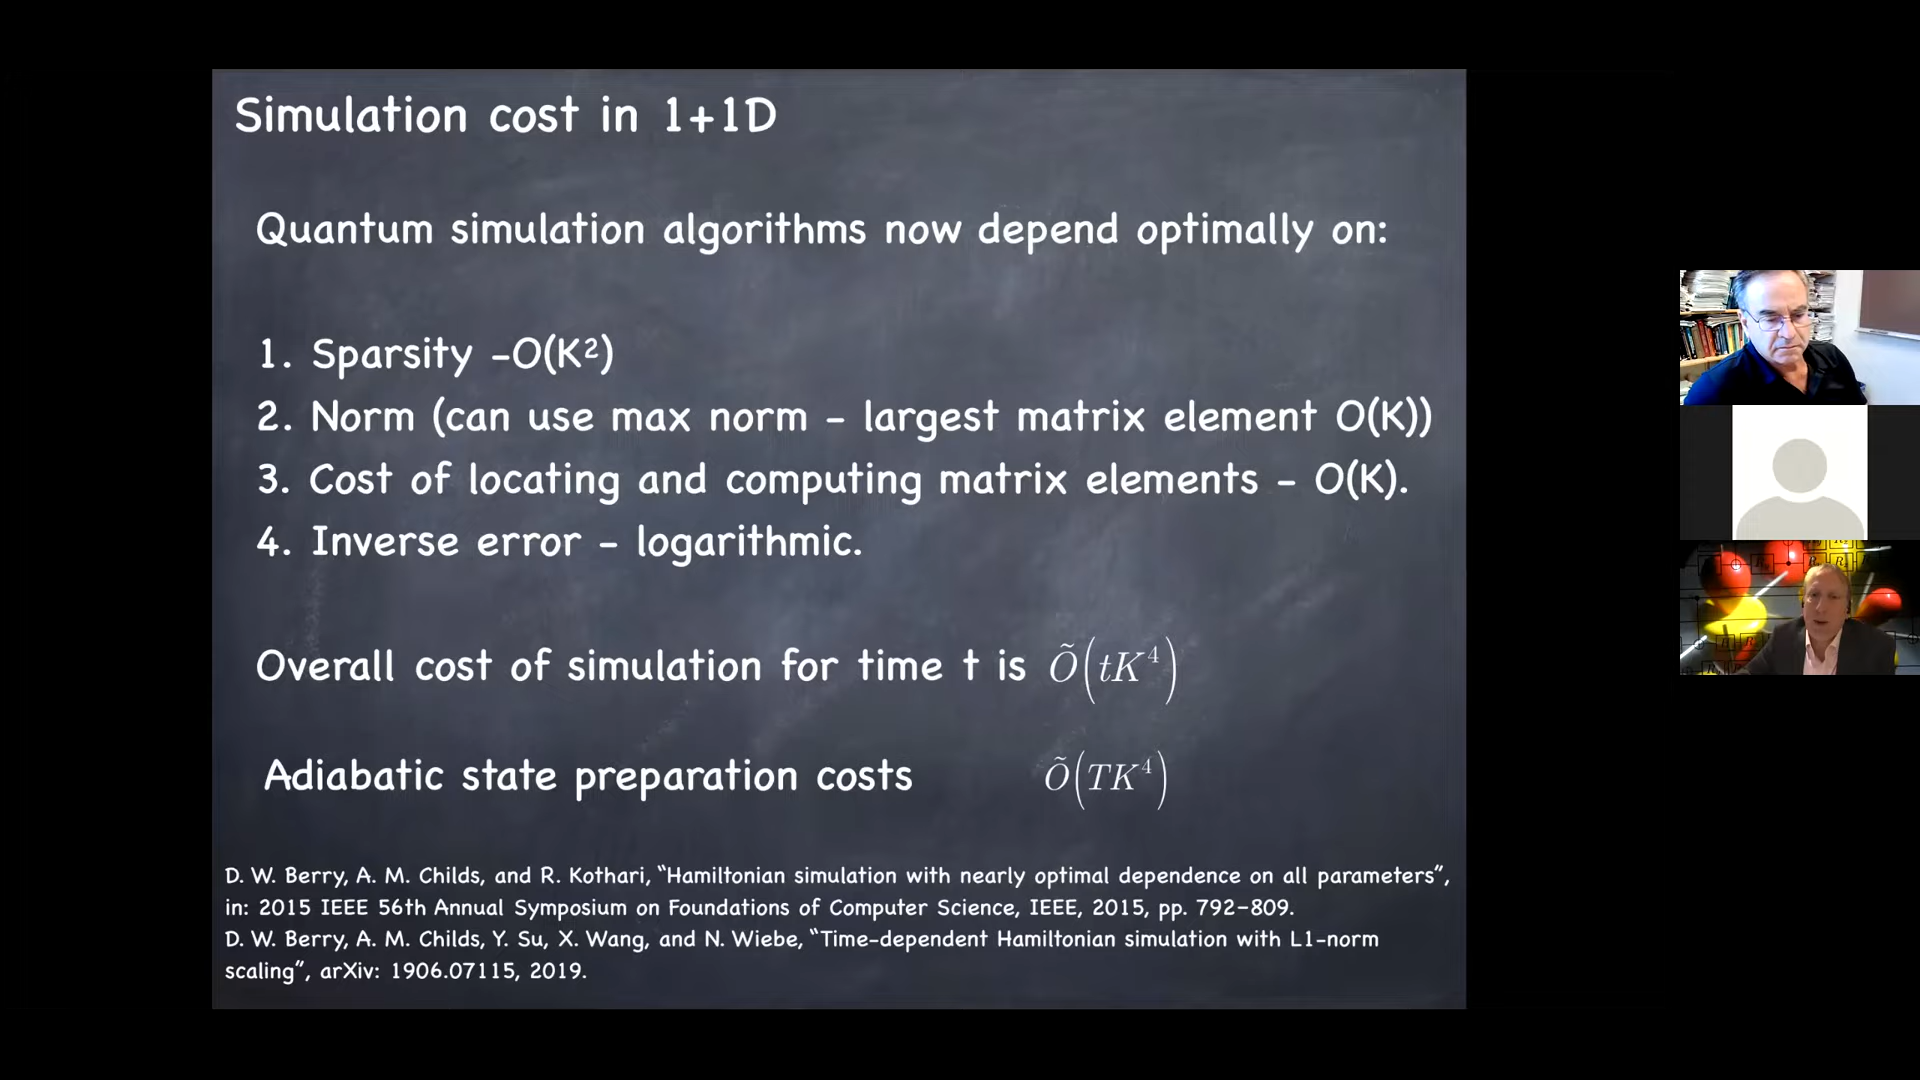 Simulation cost in 1+1D
Quantum simulation algorithms now depend optimally on:
1. Sparsity -O(K²)
2. Norm (can use max norm - largest matrix element O(K))
3. Cost of locating and computing matrix elements - O(K).
4. Inverse error - logarithmic.
Overall cost of simulation for time t is Õ(tK⁴)
Adiabatic state preparation costs Õ(TK⁴)
D. W. Berry, A. M. Childs, and R. Kothari, “Hamiltonian simulation with nearly optimal dependence on all parameters”,
in: 2015 IEEE 56th Annual Symposium on Foundations of Computer Science, IEEE, 2015, pp. 792–809.
D. W. Berry, A. M. Childs, Y. Su, X. Wang, and N. Wiebe, “Time-dependent Hamiltonian simulation with L1-norm
scaling”, arXiv: 1906.07115, 2019.